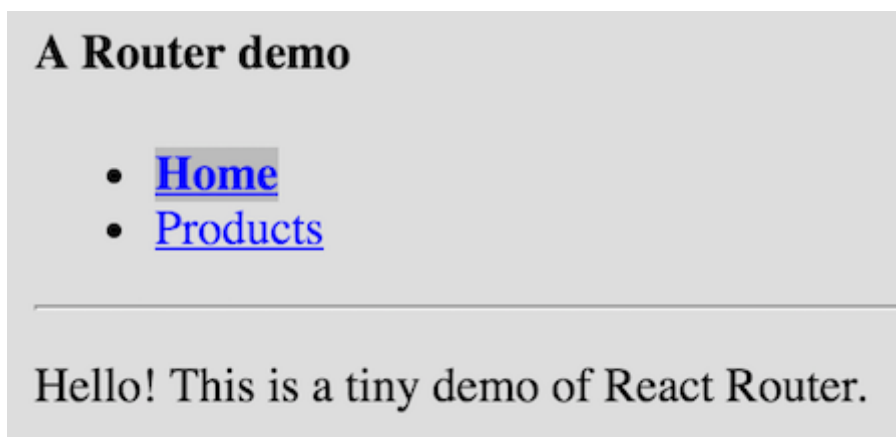 A Router demo
Home
Products
Hello! This is a tiny demo of React Router.